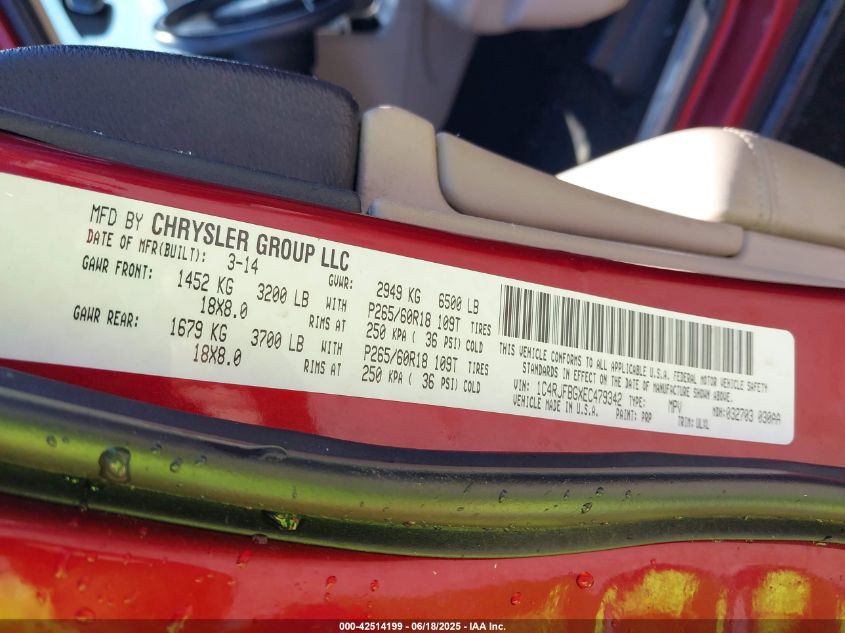 MFD BY CHRYSLER GROUP LLC
DATE OF MFR(BUILT): 3-14 GVWR: 2949 KG 6500 LB
GAWR FRONT: 1452 KG 3200 LB WITH P265/60R18 109T TIRES
18X8.0 RIMS AT 250 KPA ( 36 PSI) COLD
GAWR REAR: 1679 KG 3700 LB WITH P265/60R18 109T TIRES
18X8.0 RIMS AT 250 KPA ( 36 PSI) COLD
THIS VEHICLE CONFORMS TO ALL APPLICABLE U.S.A. FEDERAL MOTOR VEHICLE SAFETY
STANDARDS IN EFFECT ON THE DATE OF MANUFACTURE SHOWN ABOVE.
VIN: 1C4RJFBGXEC479342 TYPE: MPV MDH:032703 030AA
VEHICLE MADE IN U.S.A. PAINT: PRP TRIM: ULXL
000-42514199 - 06/18/2025 - IAA Inc.